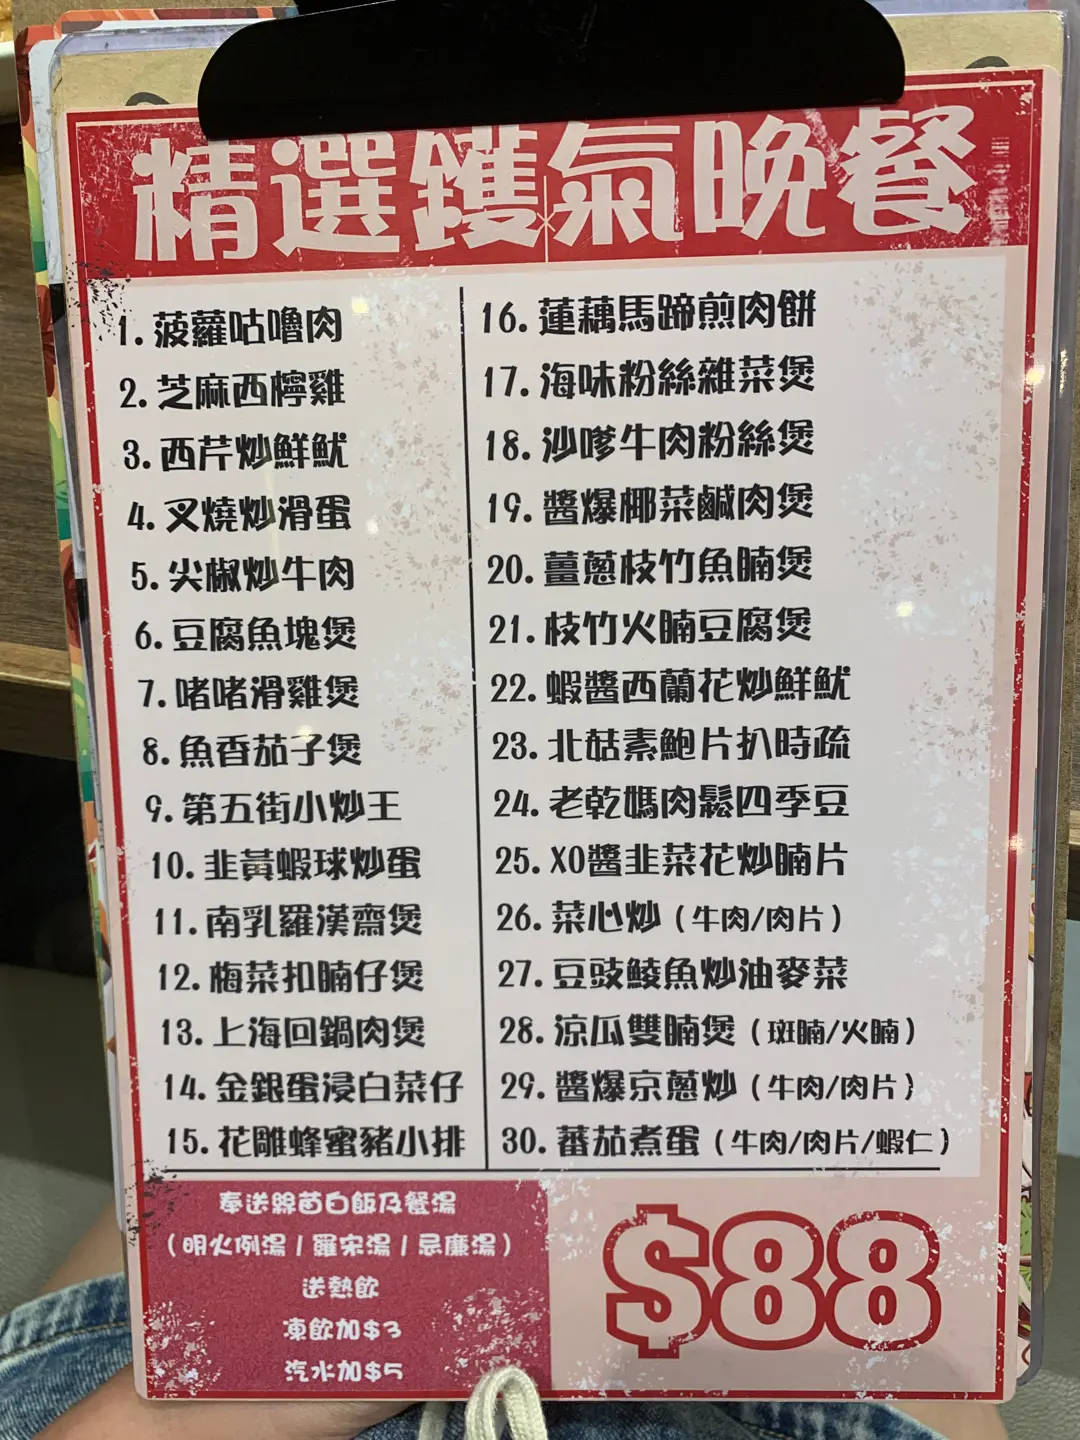 精選鑊氣晚餐
1. 菠蘿咕嚕肉
2. 芝麻西檸雞
3. 西芹炒鮮魷
4. 叉燒炒滑蛋
5. 尖椒炒牛肉
6. 豆腐魚塊煲
7. 啫啫滑雞煲
8. 魚香茄子煲
9. 第五街小炒王
10. 韭黃蝦球炒蛋
11. 南乳羅漢齋煲
12. 梅菜扣腩仔煲
13. 上海回鍋肉煲
14. 金銀蛋浸白菜仔
15. 花雕蜂蜜豬小排
16. 蓮藕馬蹄煎肉餅
17. 海味粉絲雜菜煲
18. 沙嗲牛肉粉絲煲
19. 醬爆椰菜鹹肉煲
20. 薑蔥枝竹魚腩煲
21. 枝竹火腩豆腐煲
22. 蝦醬西蘭花炒鮮魷
23. 北菇素鮑片扒時疏
24. 老乾媽肉鬆四季豆
25. XO醬韭菜花炒腩片
26. 菜心炒（牛肉/肉片）
27. 豆豉鯪魚炒油麥菜
28. 涼瓜雙腩煲（斑腩/火腩）
29. 醬爆京蔥炒（牛肉/肉片）
30. 蕃茄煮蛋（牛肉/肉片/蝦仁）
奉送絲苗白飯及餐湯
（明火例湯/羅宋湯/忌廉湯）
送熱飲
凍飲加$3
汽水加$5
$88